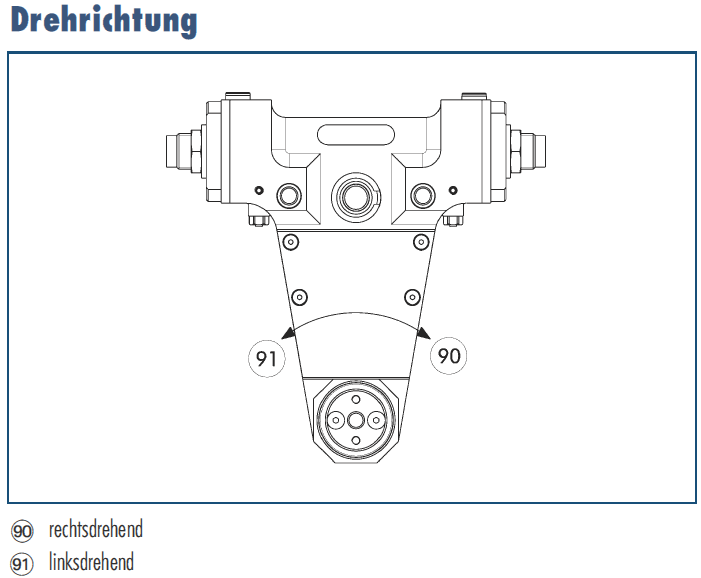 Drehrichtung
91
90
90 rechtsdrehend
91 linksdrehend